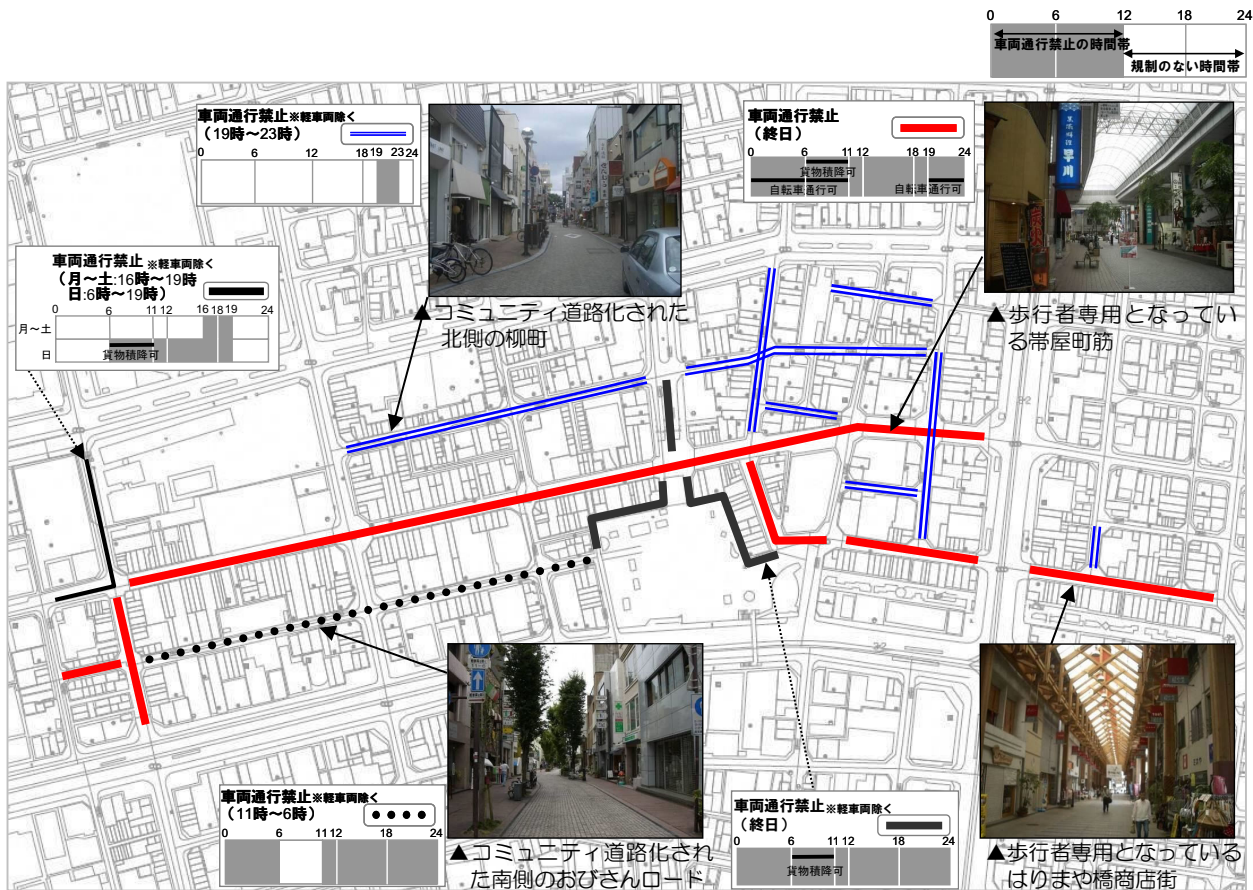 0 6 12 18 24
車両通行禁止の時間帯
規制のない時間帯
車両通行禁止※軽車両除く
(19時～23時)
0 6 12 18 19 23 24
車両通行禁止
(終日)
0 6 11 12 18 19 24
貨物積降可
自転車通行可 自転車通行可
早川
車両通行禁止 ※軽車両除く
(月～土:16時～19時
日:6時～19時)
0 6 11 12 16 18 19 24
月～土
日
貨物積降可
▲コミュニティ道路化された
北側の柳町
▲歩行者専用となってい
る帯屋町筋
車両通行禁止※軽車両除く
(11時～6時)
0 6 11 12 18 24
▲コミュニティ道路化され
た南側のおびさんロード
車両通行禁止※軽車両除く
(終日)
0 6 11 12 18 24
貨物積降可
▲歩行者専用となっている
はりまや橋商店街